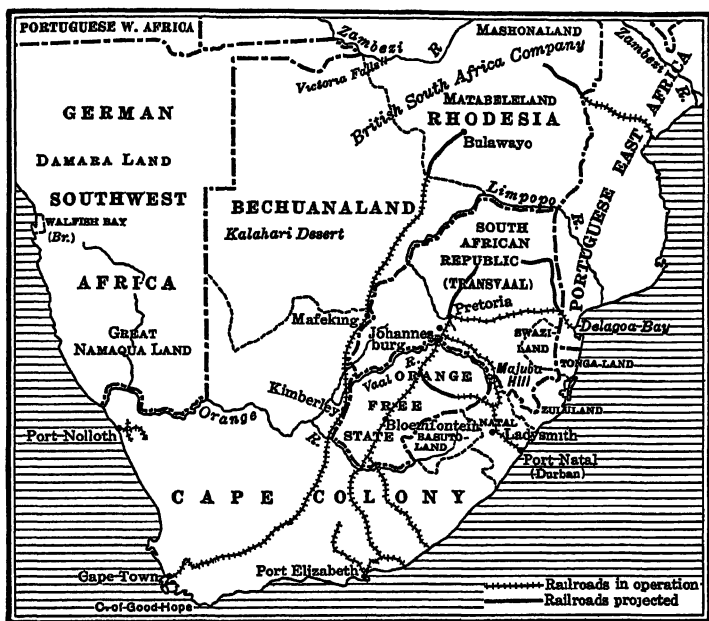 PORTUGUESE W. AFRICA
Zambezi R
MASHONALAND
Zambezi R.
Victoria Falls
British South Africa Company
GERMAN
MATABELELAND
RHODESIA
Bulawayo
DAMARA LAND
SOUTHWEST
PORTUGUESE EAST AFRICA
WALFISH BAY
(Br.)
BECHUANALAND
Kalahari Desert
Limpopo R.
SOUTH
AFRICAN
REPUBLIC
(TRANSVAAL)
AFRICA
Pretoria
Mafeking
Johannes
burg
SWAZI-
LAND
Delagoa Bay
GREAT
NAMAQUA LAND
Majuba
Hill
TONGA-LAND
Vaal R.
ORANGE
Kimberley
ZULULAND
Orange R.
FREE
Bloemfontein
NATAL
STATE
BASUTO-
LAND
Ladysmith
Port Nolloth
Port Natal
(Durban)
CAPE COLONY
Cape Town
Port Elizabeth
C. of Good Hope
Railroads in operation
Railroads projected